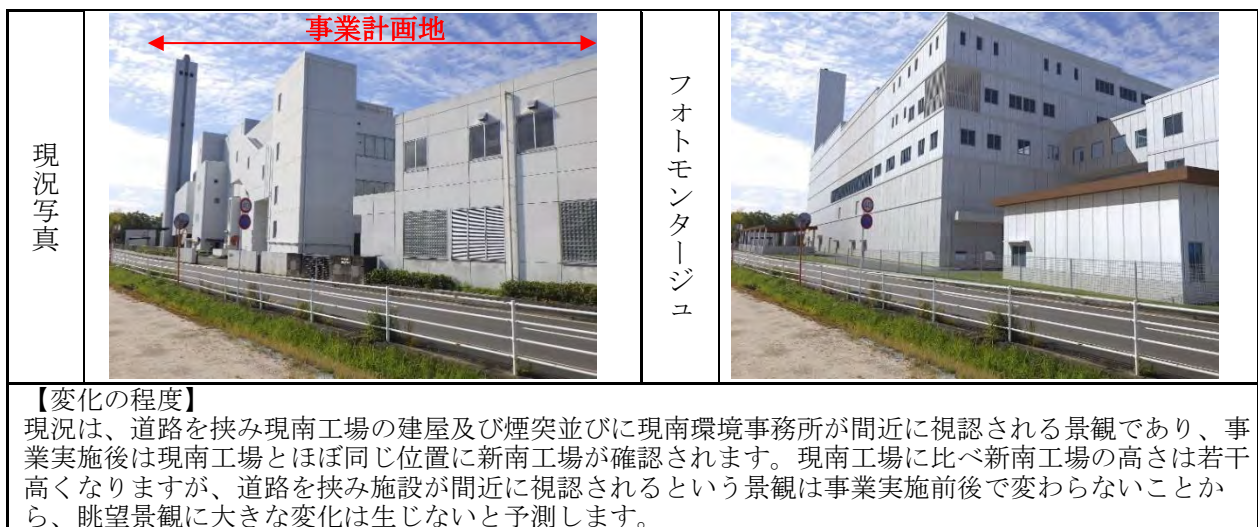 事業計画地
現況写真
フォトモンタージュ
【変化の程度】
現況は、道路を挟み現南工場の建屋及び煙突並びに現南環境事務所が間近に視認される景観であり、事
業実施後は現南工場とほぼ同じ位置に新南工場が確認されます。現南工場に比べ新南工場の高さは若干
高くなりますが、道路を挟み施設が間近に視認されるという景観は事業実施前後で変わらないことか
ら、眺望景観に大きな変化は生じないと予測します。